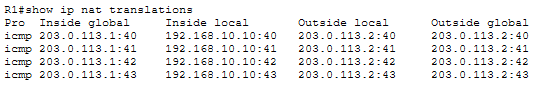 R1#show ip nat translations
Pro Inside global Inside local Outside local Outside global
icmp 203.0.113.1:40 192.168.10.10:40 203.0.113.2:40 203.0.113.2:40
icmp 203.0.113.1:41 192.168.10.10:41 203.0.113.2:41 203.0.113.2:41
icmp 203.0.113.1:42 192.168.10.10:42 203.0.113.2:42 203.0.113.2:42
icmp 203.0.113.1:43 192.168.10.10:43 203.0.113.2:43 203.0.113.2:43